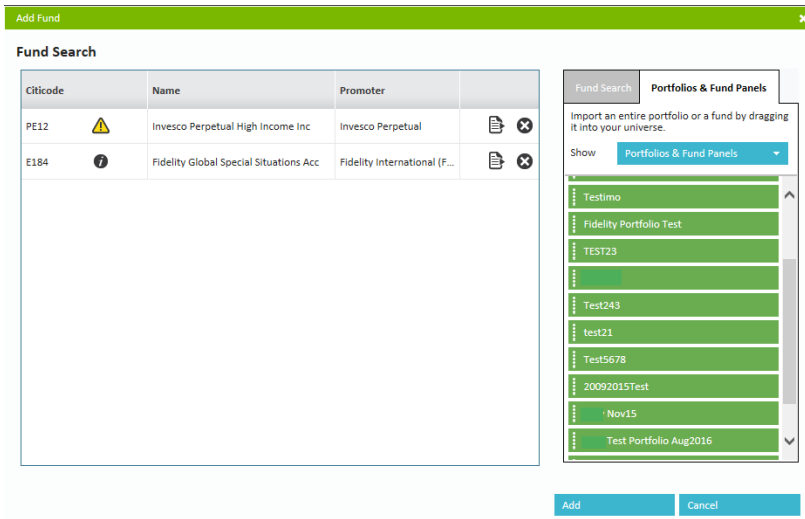 Add Fund
Fund Search
Citicode Name Promoter
PE12 Invesco Perpetual High Income Inc Invesco Perpetual
E184 Fidelity Global Special Situations Acc Fidelity International (F...
Fund Search Portfolios & Fund Panels
Import an entire portfolio or a fund by dragging
it into your universe.
Show Portfolios & Fund Panels
Testimo
Fidelity Portfolio Test
TEST23
Test243
test21
Test5678
20092015Test
Nov15
Test Portfolio Aug2016
Add Cancel